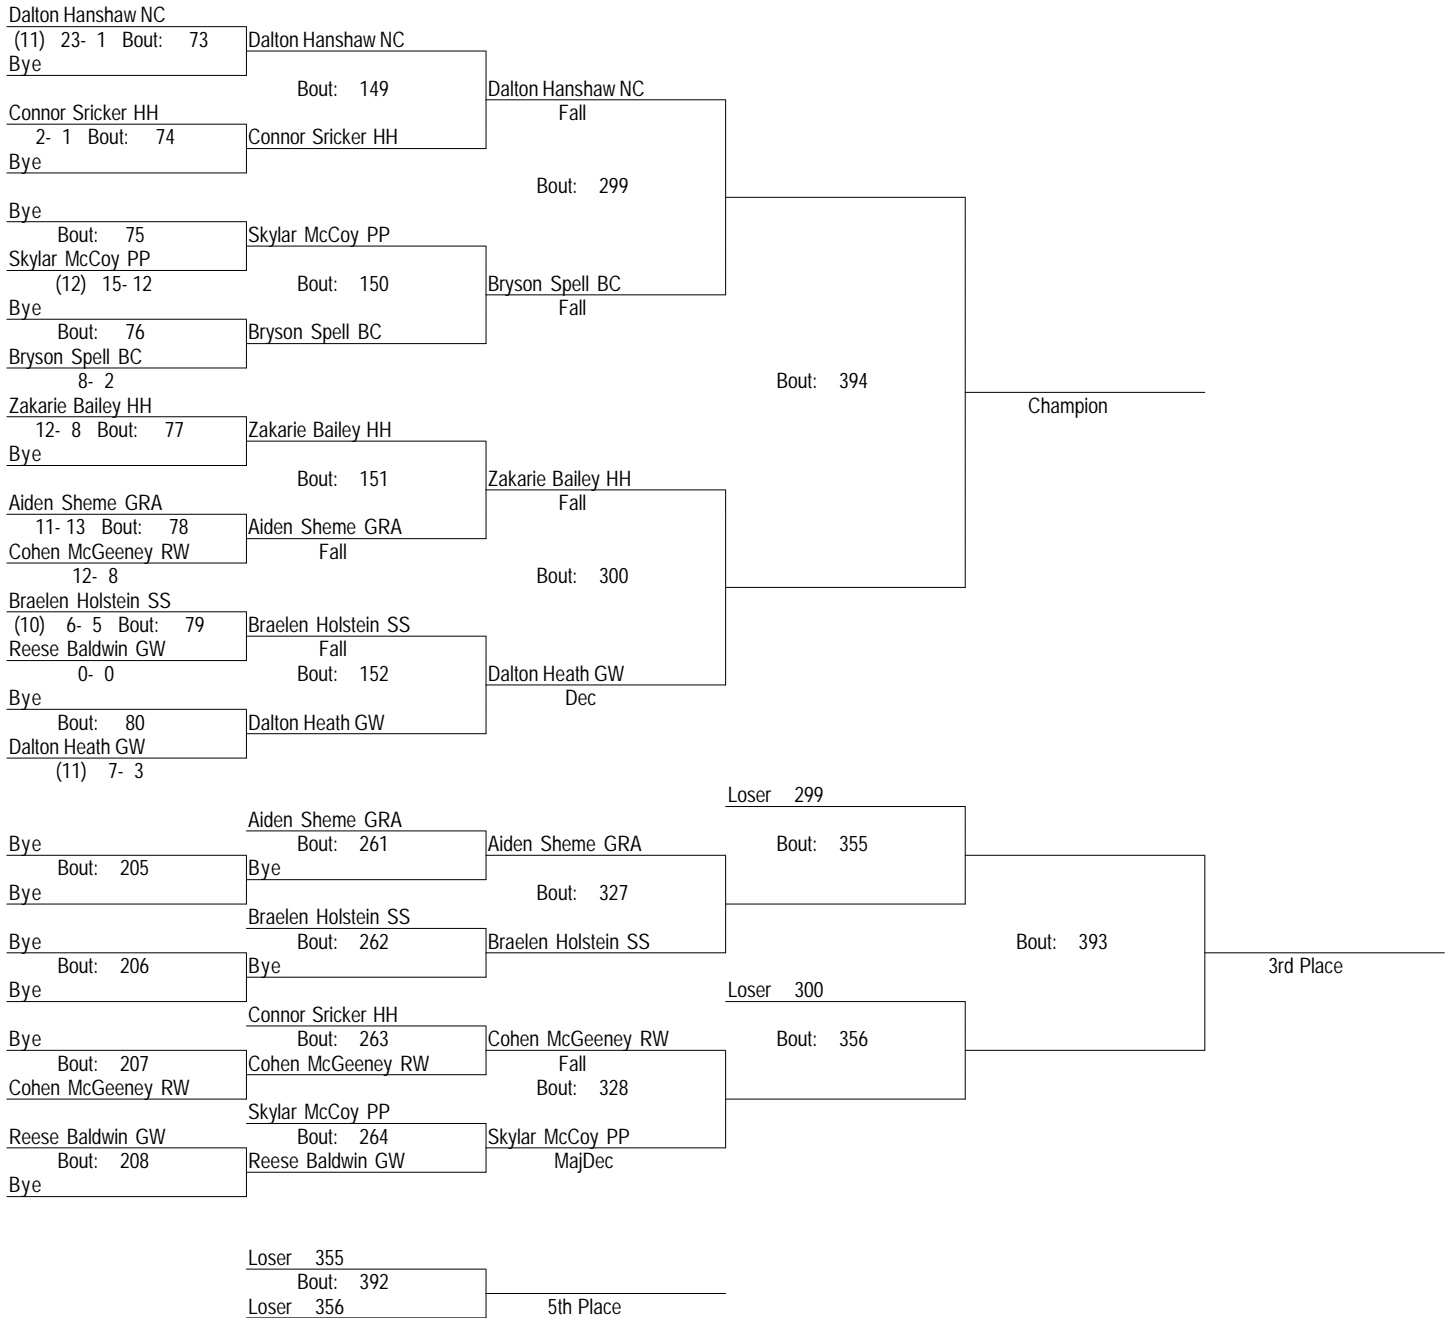 Dalton Hanshaw NC
(11) 23- 1 Bout: 73
Dalton Hanshaw NC
Bye
Bout: 149
Dalton Hanshaw NC
Fall
Connor Sricker HH
2- 1 Bout: 74
Connor Sricker HH
Bye
Bout: 299
Bye
Bout: 75
Skylar McCoy PP
Skylar McCoy PP
(12) 15- 12
Bout: 150
Bryson Spell BC
Fall
Bye
Bout: 76
Bryson Spell BC
Bryson Spell BC
8- 2
Bout: 394
Champion
Zakarie Bailey HH
12- 8 Bout: 77
Zakarie Bailey HH
Bye
Bout: 151
Zakarie Bailey HH
Fall
Aiden Sheme GRA
11- 13 Bout: 78
Aiden Sheme GRA
Cohen McGeeney RW
Fall
12- 8
Bout: 300
Braelen Holstein SS
(10) 6- 5 Bout: 79
Braelen Holstein SS
Reese Baldwin GW
Fall
0- 0
Bout: 152
Dalton Heath GW
Dec
Bye
Bout: 80
Dalton Heath GW
Dalton Heath GW
(11) 7- 3
Loser 299
Aiden Sheme GRA
Bye
Bout: 261
Aiden Sheme GRA
Bout: 355
Bout: 205
Bye
Bye
Bout: 327
Braelen Holstein SS
Bye
Bout: 262
Braelen Holstein SS
Bout: 393
Bout: 206
Bye
3rd Place
Bye
Loser 300
Connor Sricker HH
Bye
Bout: 263
Cohen McGeeney RW
Bout: 356
Bout: 207
Cohen McGeeney RW
Fall
Cohen McGeeney RW
Bout: 328
Skylar McCoy PP
Reese Baldwin GW
Bout: 264
Skylar McCoy PP
Bout: 208
Reese Baldwin GW
MajDec
Bye
Loser 355
Bout: 392
Loser 356
5th Place